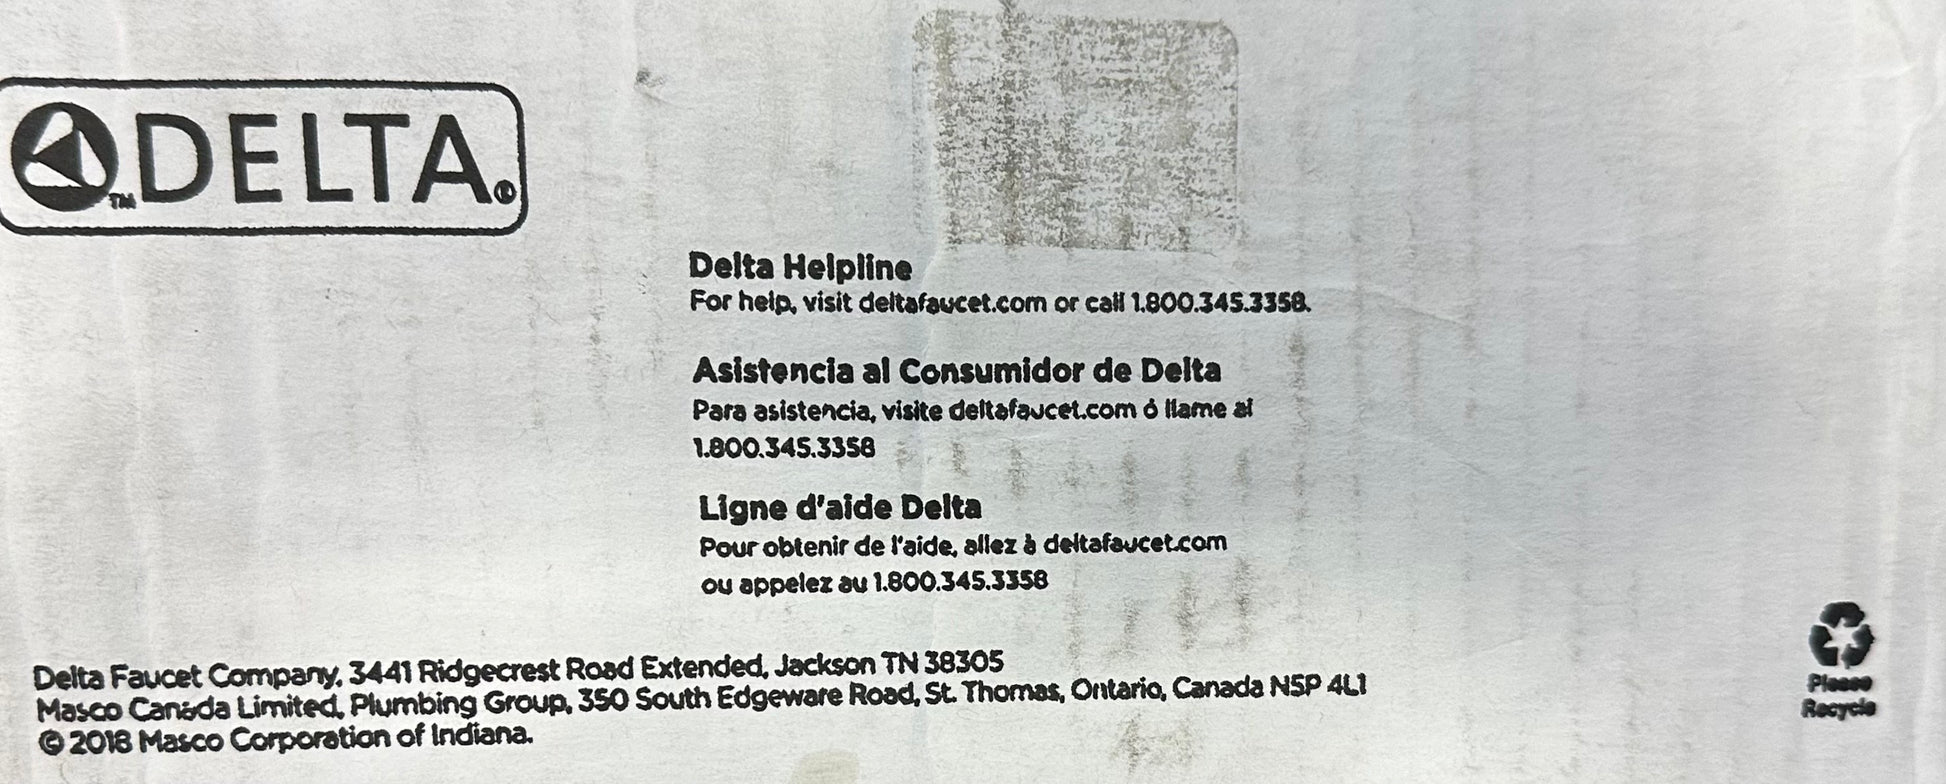 DELTA®
TM
Delta Helpline
For help, visit deltafaucet.com or call 1.800.345.3358.
Asistencia al Consumidor de Delta
Para asistencia, visite deltafaucet.com ó llame al
1.800.345.3358
Ligne d'aide Delta
Pour obtenir de l'aide, allez à deltafaucet.com
ou appelez au 1.800.345.3358
Delta Faucet Company, 3441 Ridgecrest Road Extended, Jackson TN 38305
Masco Canada Limited, Plumbing Group, 350 South Edgeware Road, St. Thomas, Ontario, Canada N5P 4L1
© 2018 Masco Corporation of Indiana.
Please
Recycle